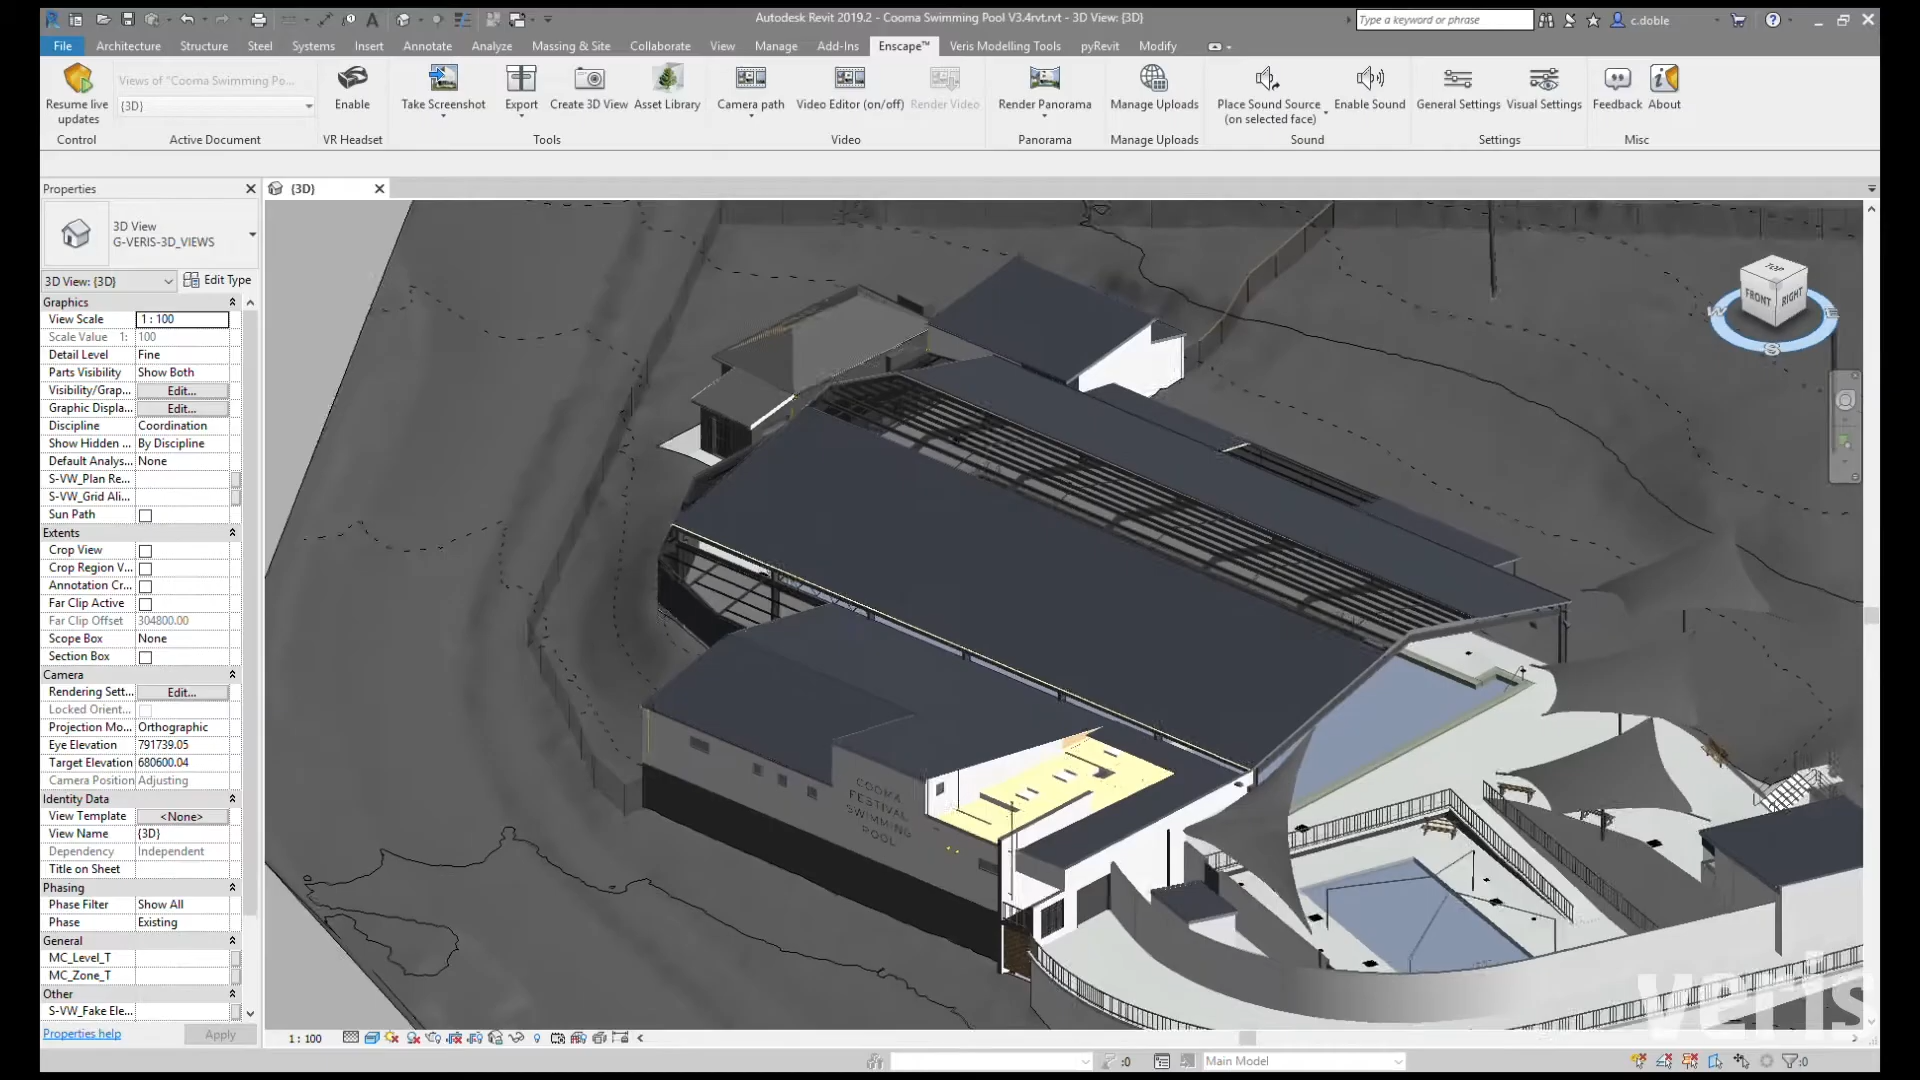 Autodesk Revit 2019.2 - Cooma Swimming Pool V3.4rvt.rvt - 3D View: {3D}
Type a keyword or phrase
c.doble
File Architecture Structure Steel Systems Insert Annotate Analyze Massing & Site Collaborate View Manage Add-Ins Enscape™ Veris Modelling Tools pyRevit Modify
Resume live updates
Views of "Cooma Swimming Po...
{3D}
Enable
Take Screenshot
Export
Create 3D View
Asset Library
Camera path
Video Editor (on/off)
Render Video
Render Panorama
Manage Uploads
Place Sound Source (on selected face)
Enable Sound
General Settings
Visual Settings
Feedback
About
Control Active Document VR Headset Tools Video Panorama Manage Uploads Sound Settings Misc
Properties
{3D}
3D View
G-VERIS-3D_VIEWS
3D View: {3D} Edit Type
Graphics
View Scale 1 : 100
Scale Value 1: 100
Detail Level Fine
Parts Visibility Show Both
Visibility/Grap... Edit...
Graphic Displa... Edit...
Discipline Coordination
Show Hidden ... By Discipline
Default Analys... None
S-VW_Plan Re...
S-VW_Grid Ali...
Sun Path
Extents
Crop View
Crop Region V...
Annotation Cr...
Far Clip Active
Far Clip Offset 304800.00
Scope Box None
Section Box
Camera
Rendering Sett... Edit...
Locked Orient...
Projection Mo... Orthographic
Eye Elevation 791739.05
Target Elevation 680600.04
Camera Position Adjusting
Identity Data
View Template <None>
View Name {3D}
Dependency Independent
Title on Sheet
Phasing
Phase Filter Show All
Phase Existing
General
MC_Level_T
MC_Zone_T
Other
S-VW_Fake Ele...
Properties help Apply
TOP
FRONT RIGHT
W
E
S
COOMA
FESTIVAL
SWIMMING
POOL
veris
1 : 100
:0
Main Model
:0